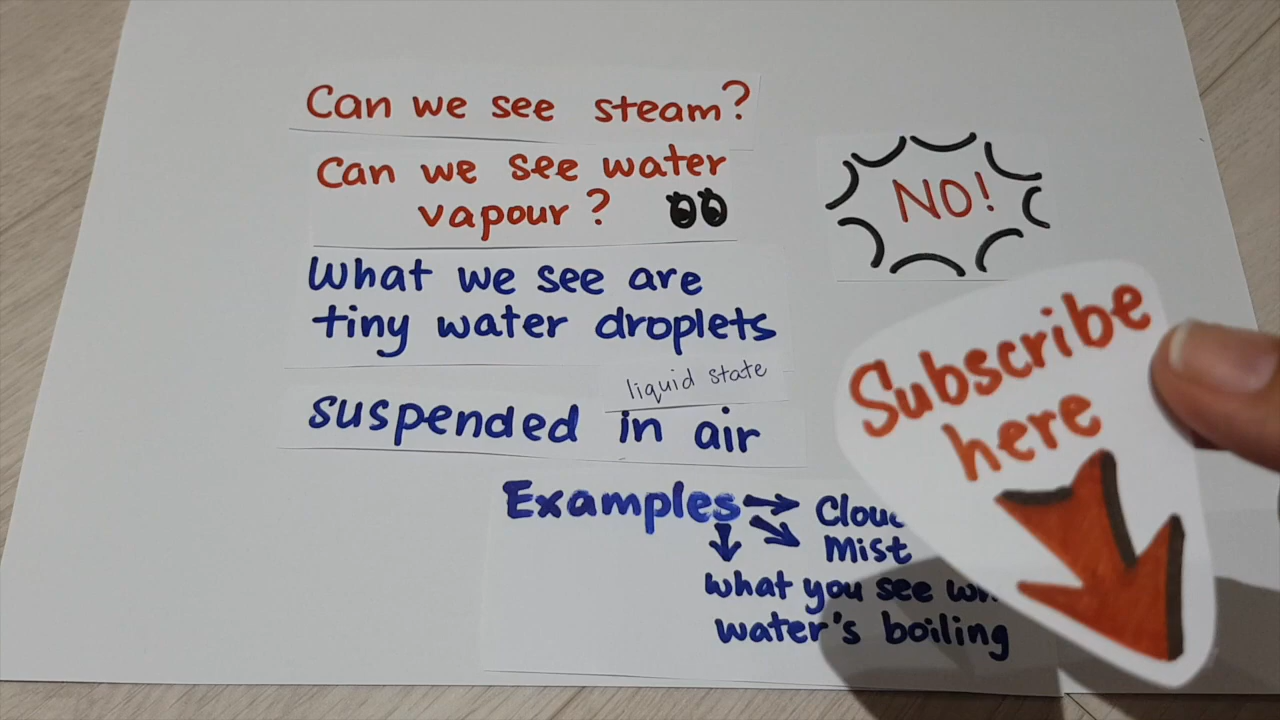 Can we see steam?
Can we see water
vapour?
NO!
What we see are
tiny water droplets
liquid state
suspended in air
Subscribe
here
Examples
Mist
what you see
water's boiling